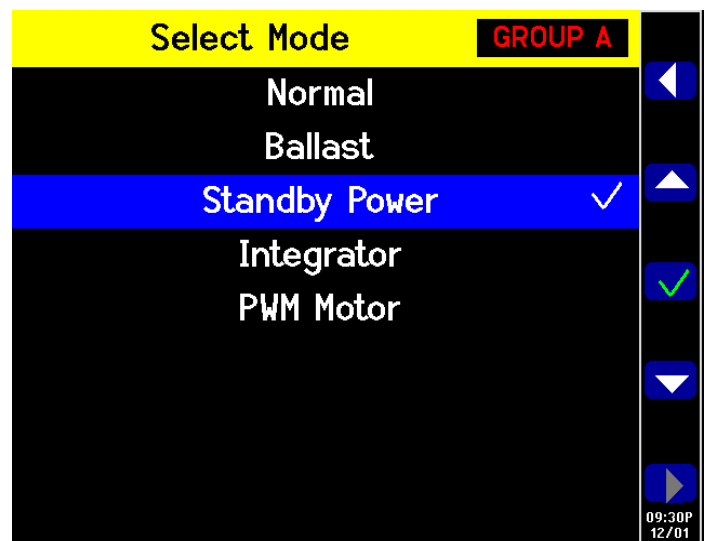 Select Mode GROUP A
Normal
Ballast
Standby Power
Integrator
PWM Motor
09:30P
12/01